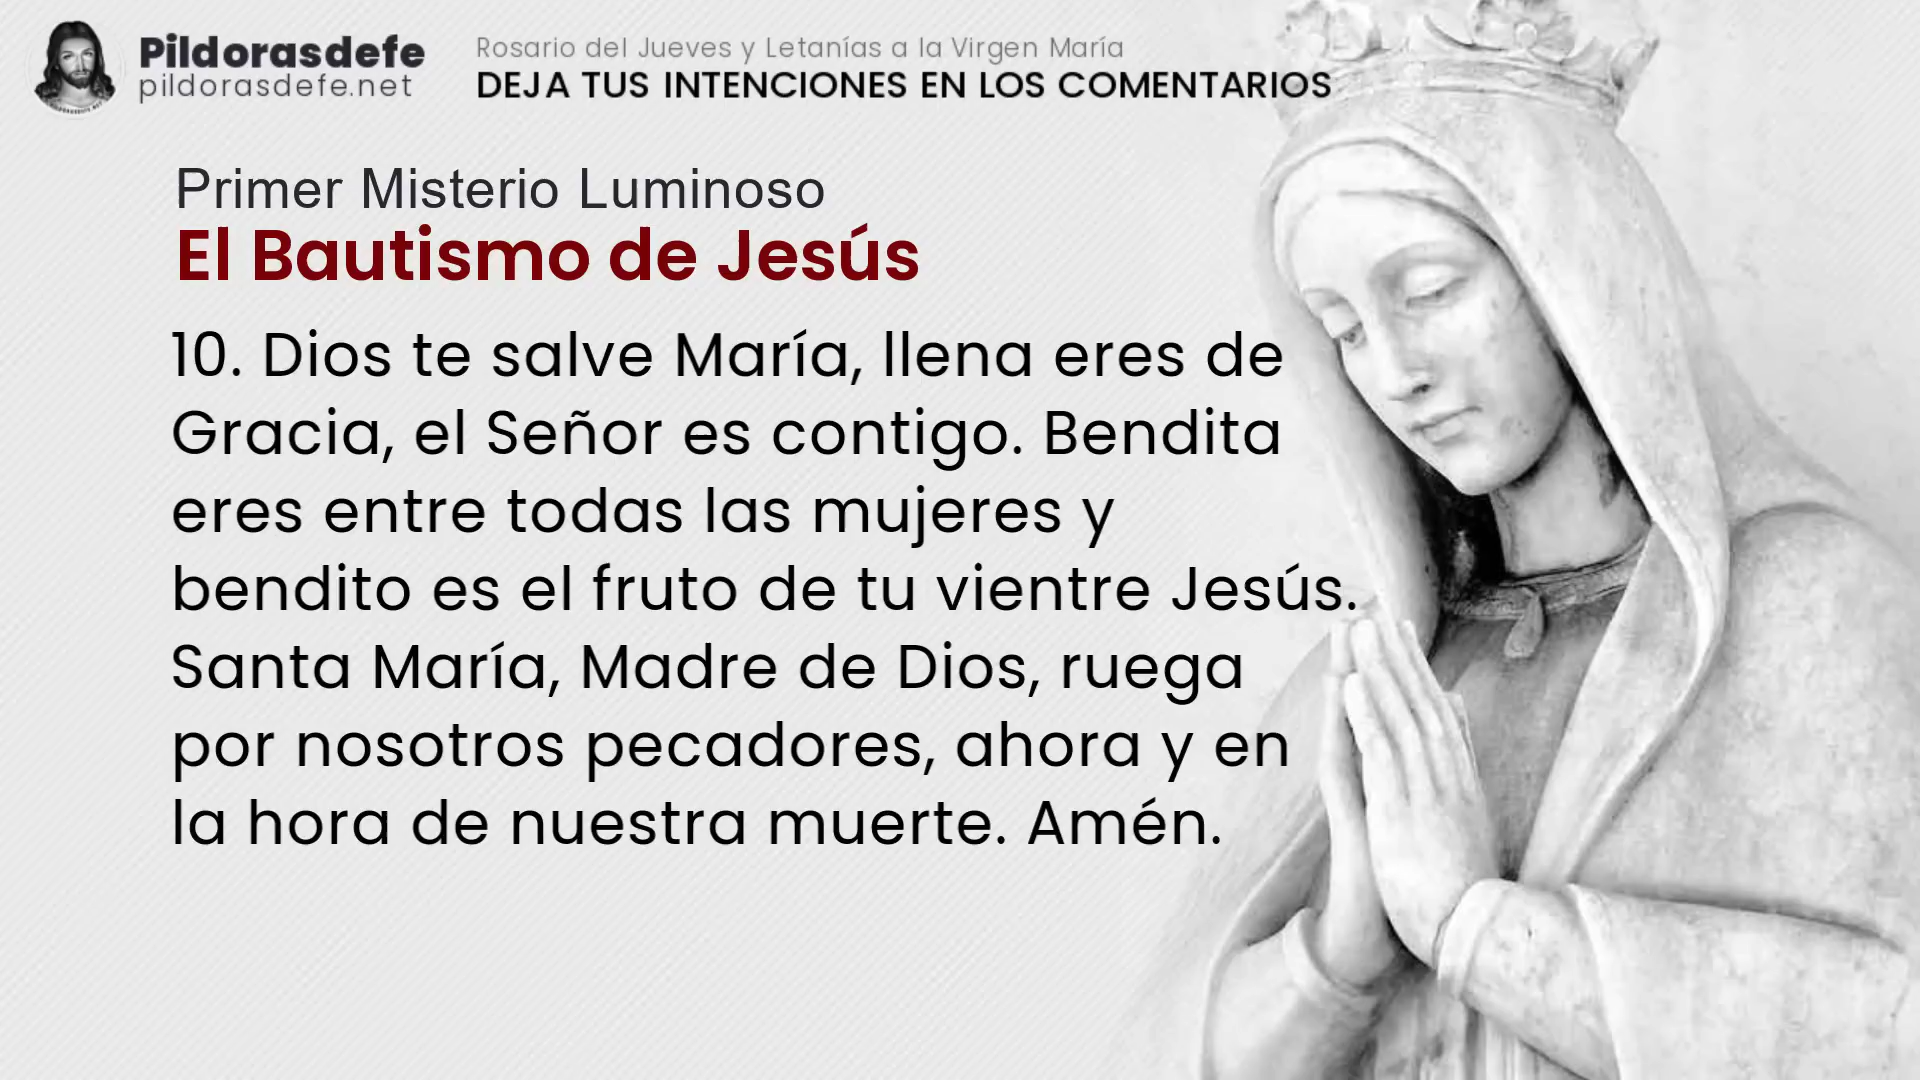 Pildorasdefe
pildorasdefe.net
Rosario del Jueves y Letanías a la Virgen María
DEJA TUS INTENCIONES EN LOS COMENTARIOS
Primer Misterio Luminoso
El Bautismo de Jesús
10. Dios te salve María, llena eres de
Gracia, el Señor es contigo. Bendita
eres entre todas las mujeres y
bendito es el fruto de tu vientre Jesús.
Santa María, Madre de Dios, ruega
por nosotros pecadores, ahora y en
la hora de nuestra muerte. Amén.